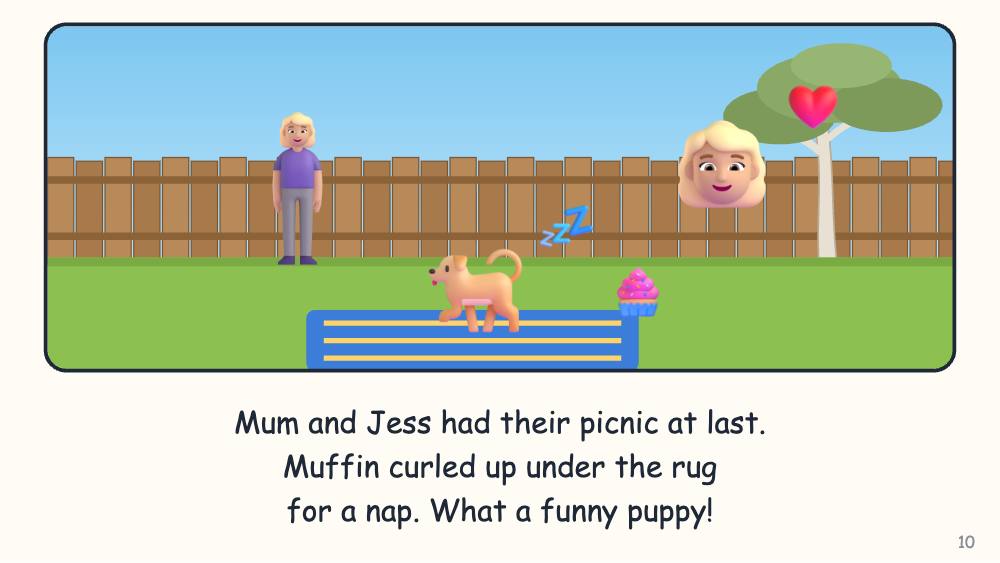 💤
Mum and Jess had their picnic at last.
Muffin curled up under the rug
for a nap. What a funny puppy!
10